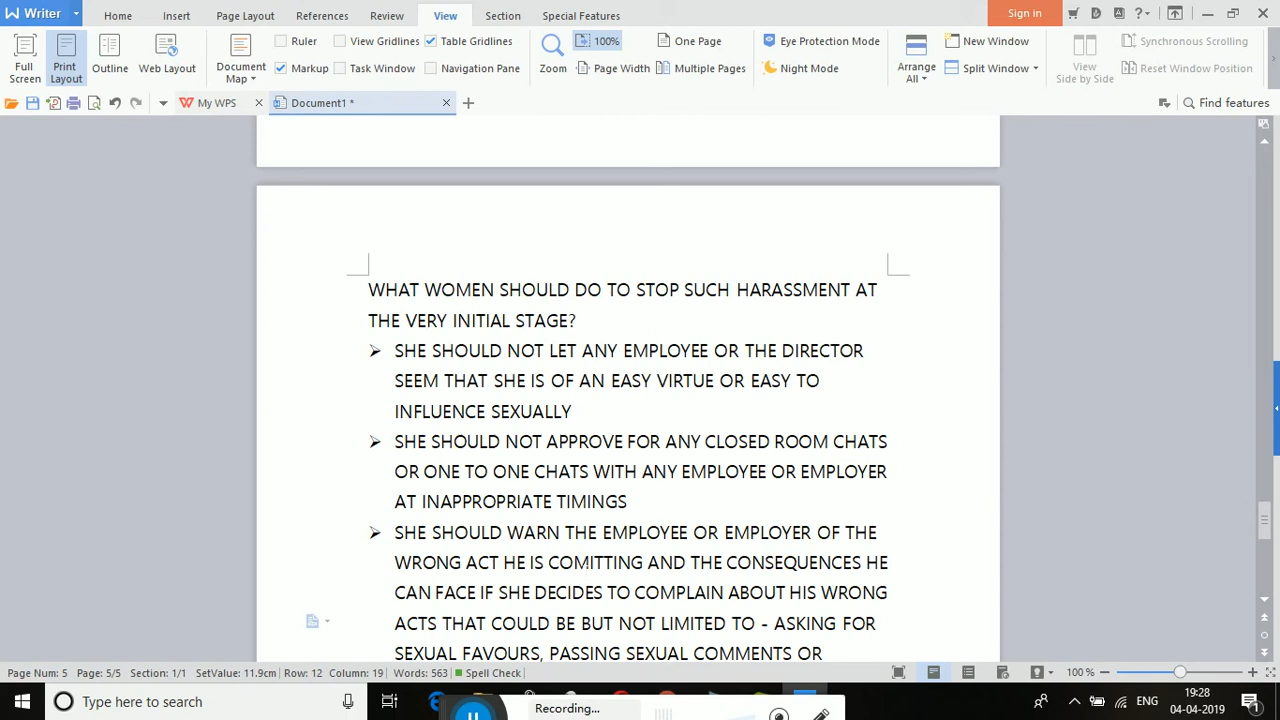 Writer
Home
Insert
Page Layout
References
Review
View
Section
Special Features
Sign in
Full Screen
Print Layout
Outline
Web Layout
Document Map
Ruler
View Gridlines
Table Gridlines
Markup
Task Window
Navigation Pane
Zoom
100%
One Page
Page Width
Multiple Pages
Eye Protection Mode
Night Mode
Arrange All
New Window
Split Window
View Side by Side
Synchronous Scrolling
Reset Window Position
My WPS
Document1 *
Find features
WHAT WOMEN SHOULD DO TO STOP SUCH HARASSMENT AT
THE VERY INITIAL STAGE?
SHE SHOULD NOT LET ANY EMPLOYEE OR THE DIRECTOR
SEEM THAT SHE IS OF AN EASY VIRTUE OR EASY TO
INFLUENCE SEXUALLY
SHE SHOULD NOT APPROVE FOR ANY CLOSED ROOM CHATS
OR ONE TO ONE CHATS WITH ANY EMPLOYEE OR EMPLOYER
AT INAPPROPRIATE TIMINGS
SHE SHOULD WARN THE EMPLOYEE OR EMPLOYER OF THE
WRONG ACT HE IS COMITTING AND THE CONSEQUENCES HE
CAN FACE IF SHE DECIDES TO COMPLAIN ABOUT HIS WRONG
ACTS THAT COULD BE BUT NOT LIMITED TO - ASKING FOR
SEXUAL FAVOURS, PASSING SEXUAL COMMENTS OR
Page Num: 5 Page: 5/5 Section: 1/1 SetValue: 11.9cm Row: 12 Column: 19 Words: 563 Spell Check
100 %
Type here to search
Recording...
ENG
19:28
04-04-2019